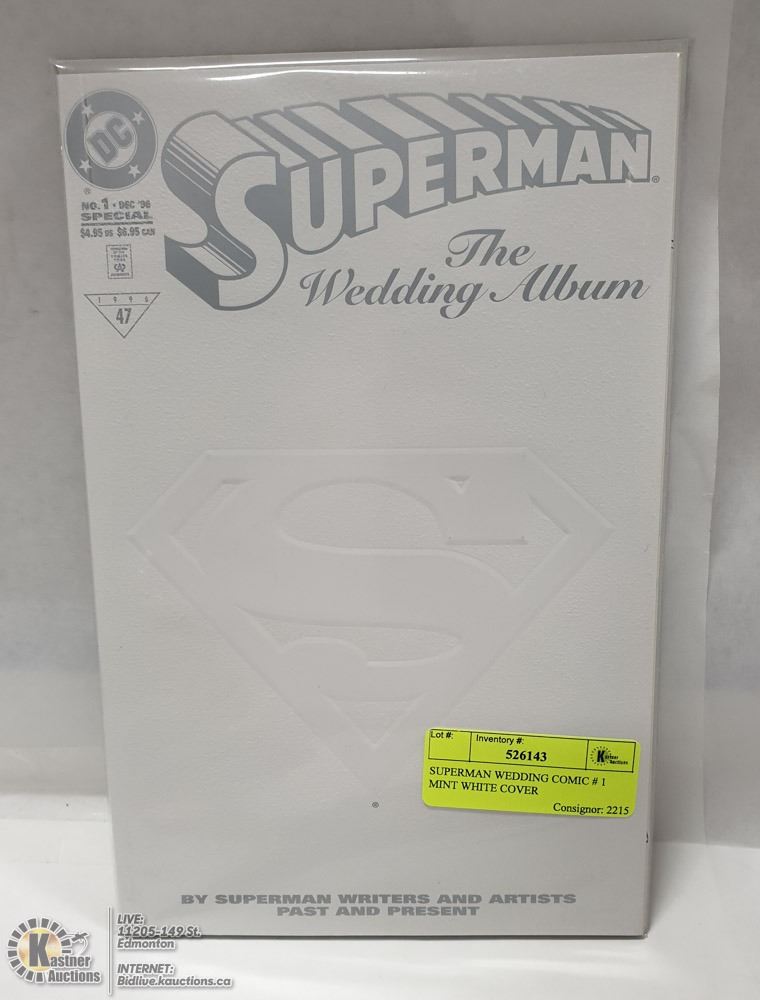 DC
SUPERMAN
®
®
NO. 1 • DEC '96
SPECIAL
$4.95 US $6.95 CAN
The
Wedding Album
1996
47
Lot #:
Inventory #:
526143
Kastner
Auctions
SUPERMAN WEDDING COMIC # 1
MINT WHITE COVER
Consignor: 2215
®
BY SUPERMAN WRITERS AND ARTISTS
PAST AND PRESENT
Kastner
Auctions
LIVE:
11205-149 St.
Edmonton
INTERNET:
Bidlive.kauctions.ca